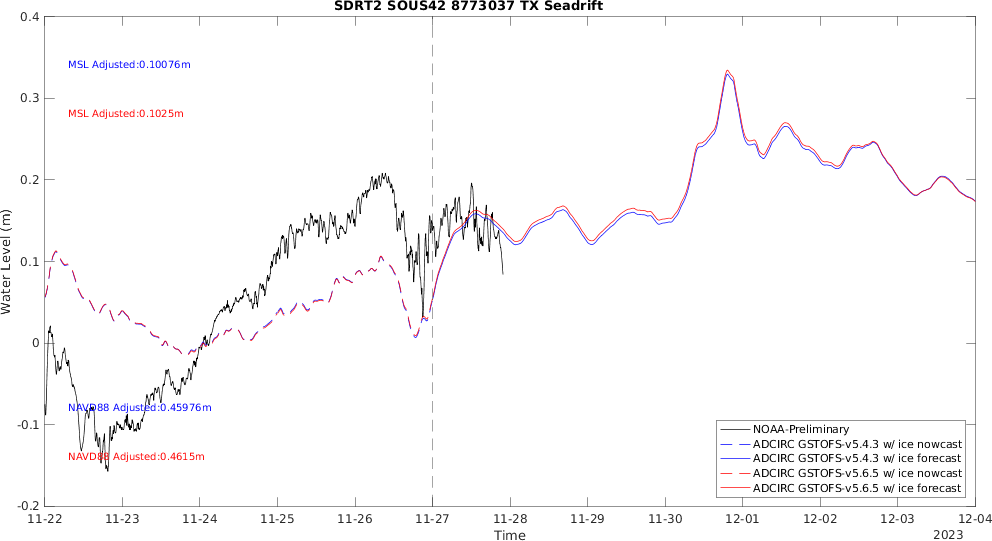 SDRT2 SOUS42 8773037 TX Seadrift
0.4
0.3
0.2
0.1
0
-0.1
-0.2
Water Level (m)
MSL Adjusted:0.10076m
MSL Adjusted:0.1025m
NAVD88 Adjusted:0.45976m
NAVD88 Adjusted:0.4615m
NOAA-Preliminary
ADCIRC GSTOFS-v5.4.3 w/ ice nowcast
ADCIRC GSTOFS-v5.4.3 w/ ice forecast
ADCIRC GSTOFS-v5.6.5 w/ ice nowcast
ADCIRC GSTOFS-v5.6.5 w/ ice forecast
11-22 11-23 11-24 11-25 11-26 11-27 11-28 11-29 11-30 12-01 12-02 12-03 12-04
Time
2023